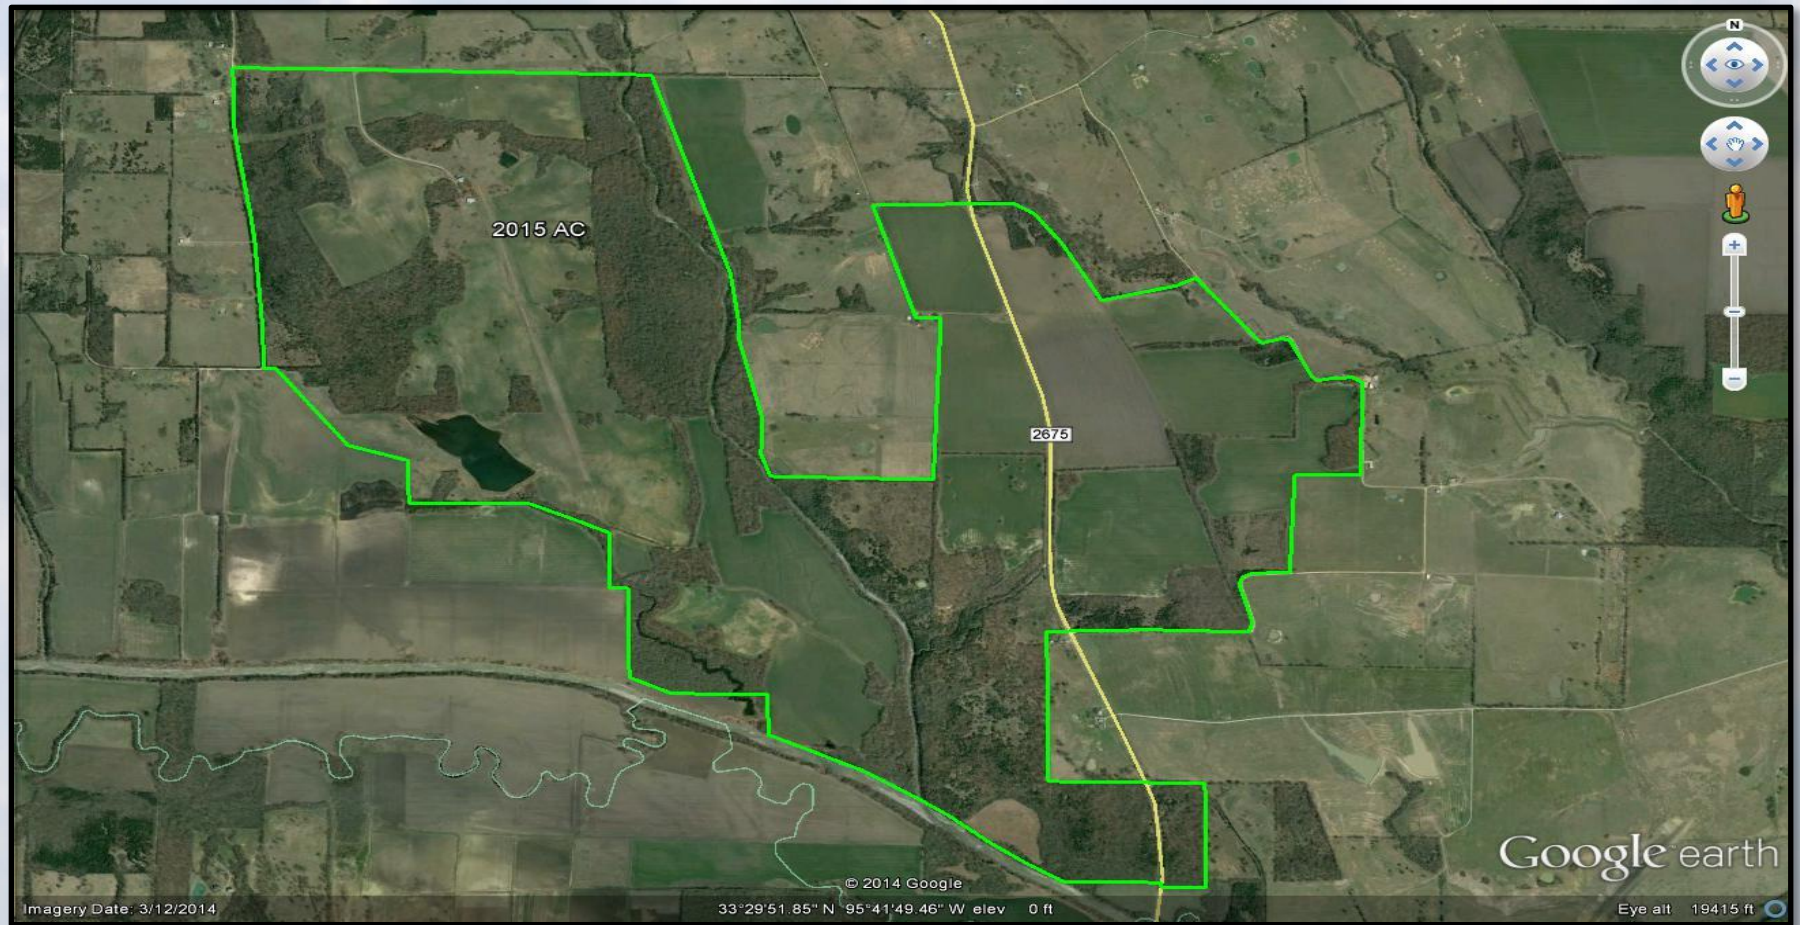 N
2015 AC
2675
Google earth
© 2014 Google
Imagery Date: 3/12/2014
33°29'51.85" N 95°41'49.46" W elev 0 ft
Eye alt 19415 ft